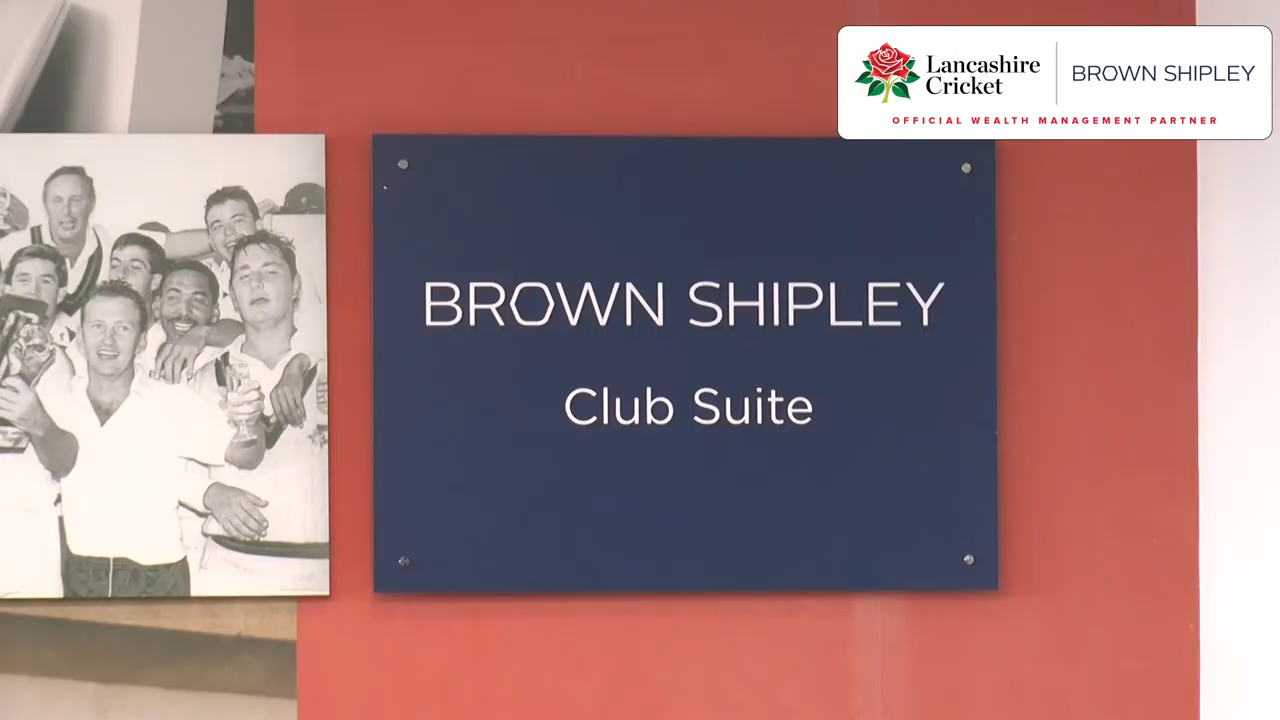 Lancashire
Cricket
BROWN SHIPLEY
OFFICIAL WEALTH MANAGEMENT PARTNER
BROWN SHIPLEY
Club Suite